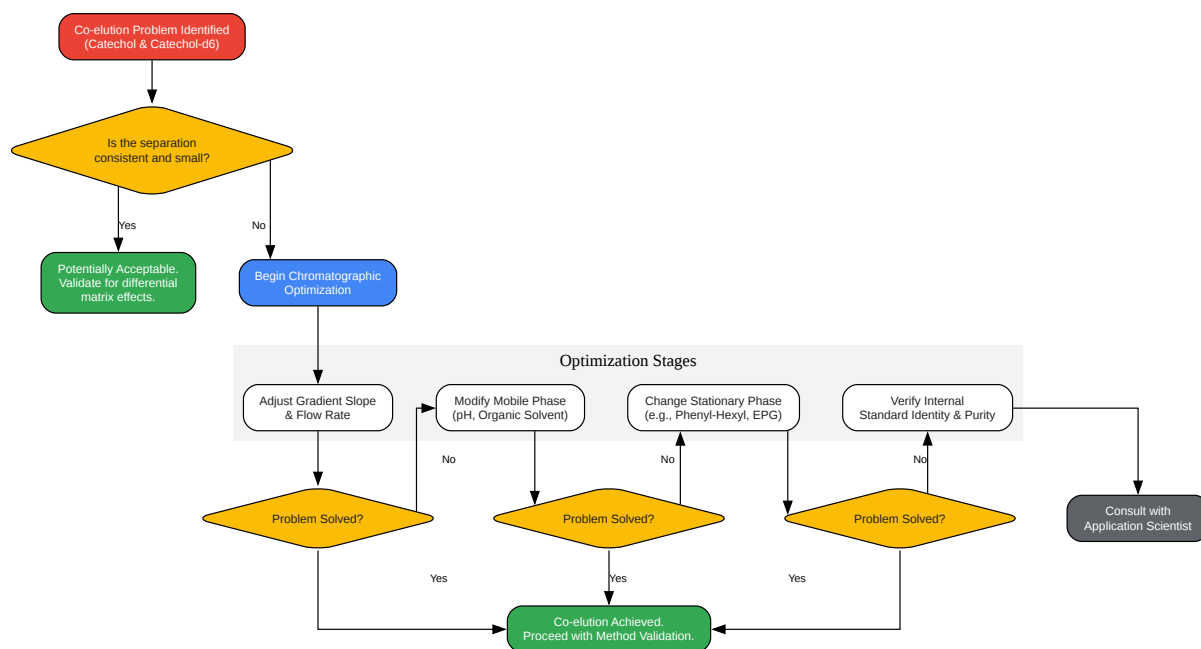 Co-elution Problem Identified
(Catechol & Catechol-d6)
Is the separation
consistent and small?
Yes
No
Potentially Acceptable.
Validate for differential
matrix effects.
Begin Chromatographic
Optimization
Optimization Stages
Adjust Gradient Slope
& Flow Rate
Modify Mobile Phase
(pH, Organic Solvent)
Change Stationary Phase
(e.g., Phenyl-Hexyl, EPG)
Verify Internal
Standard Identity & Purity
No
No
No
Problem Solved?
Problem Solved?
Problem Solved?
Consult with
Application Scientist
Yes
Yes
Yes
Co-elution Achieved.
Proceed with Method Validation.